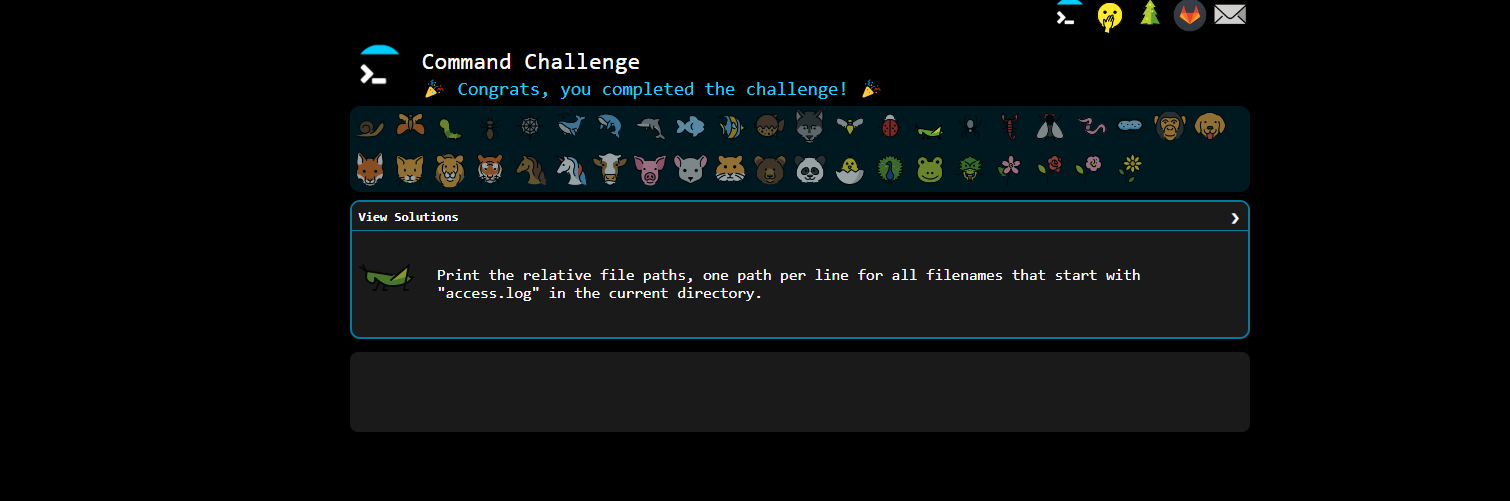 Command Challenge
🎉 Congrats, you completed the challenge! 🎉
View Solutions
Print the relative file paths, one path per line for all filenames that start with
"access.log" in the current directory.